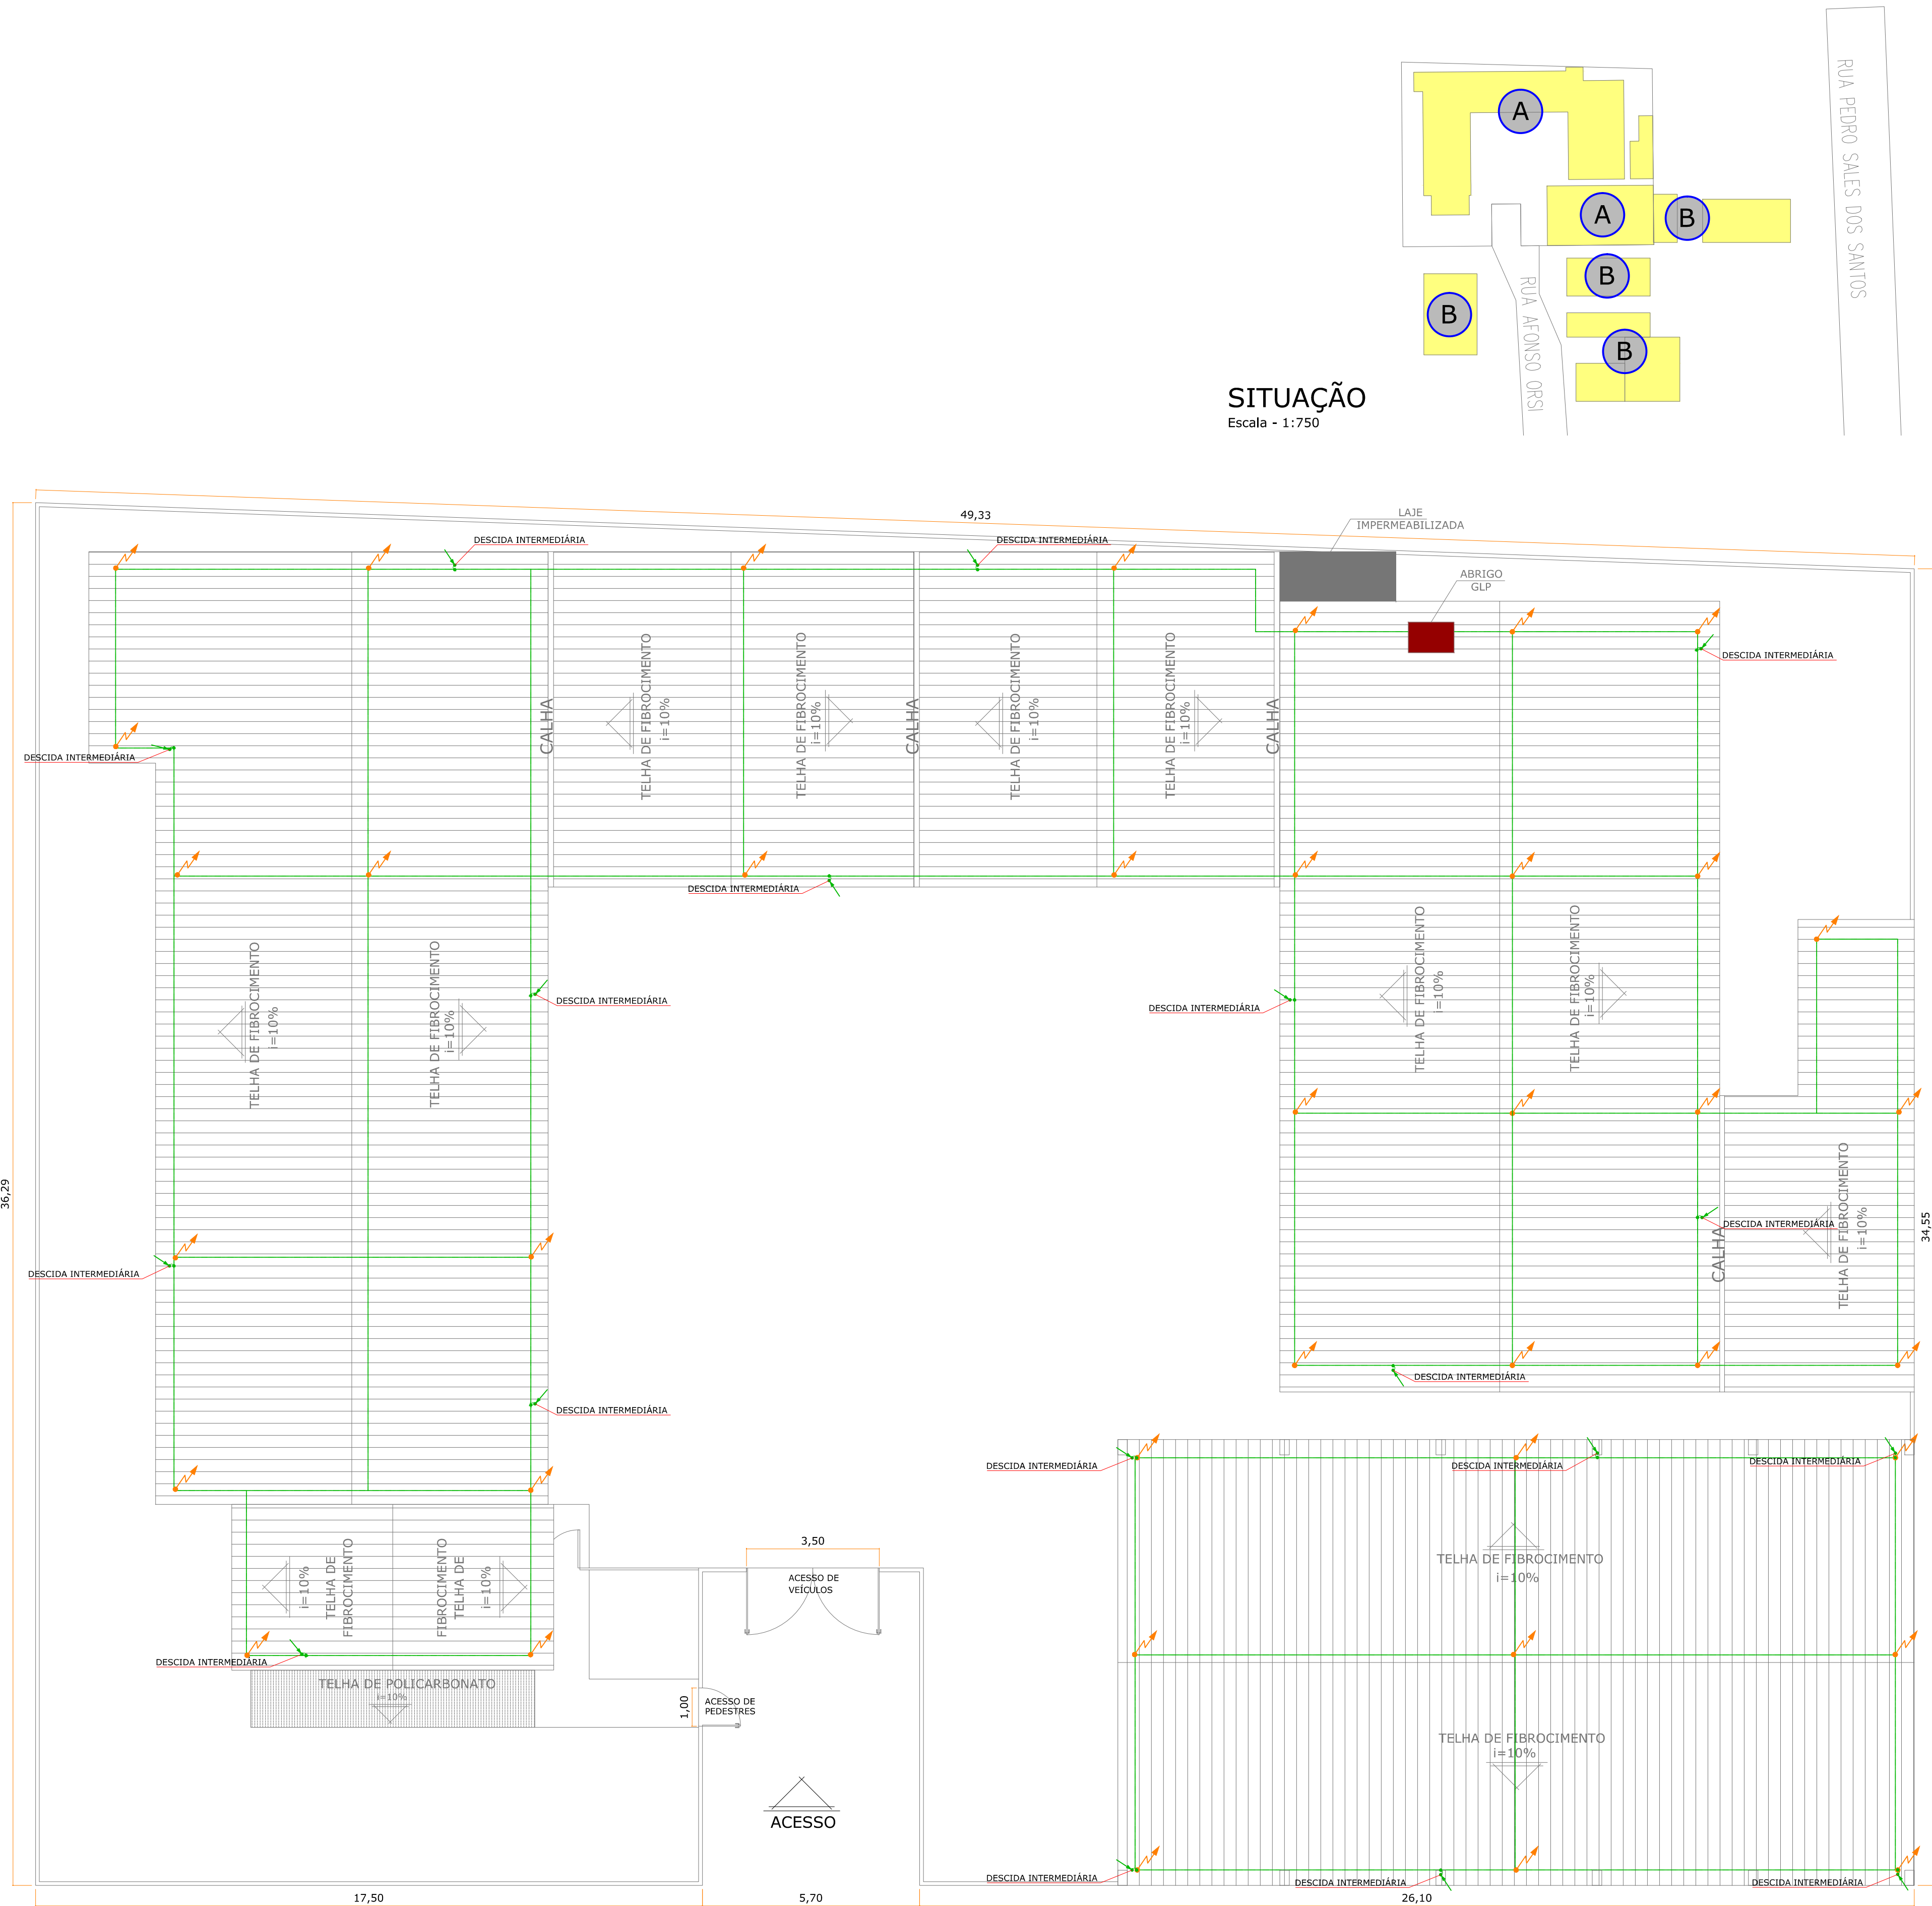 RUA PEDRO SALES DOS SANTOS
A
A
B
B
B
B
RUA AFONSO ORSI
SITUAÇÃO
Escala - 1:750
49,33
LAJE
IMPERMEABILIZADA
DESCIDA INTERMEDIÁRIA
DESCIDA INTERMEDIÁRIA
ABRIGO
GLP
DESCIDA INTERMEDIÁRIA
TELHA DE FIBROCIMENTO
i=10%
TELHA DE FIBROCIMENTO
i=10%
TELHA DE FIBROCIMENTO
i=10%
TELHA DE FIBROCIMENTO
i=10%
CALHA
CALHA
CALHA
DESCIDA INTERMEDIÁRIA
DESCIDA INTERMEDIÁRIA
TELHA DE FIBROCIMENTO
i=10%
TELHA DE FIBROCIMENTO
i=10%
DESCIDA INTERMEDIÁRIA
DESCIDA INTERMEDIÁRIA
TELHA DE FIBROCIMENTO
i=10%
TELHA DE FIBROCIMENTO
i=10%
36,29
34,55
DESCIDA INTERMEDIÁRIA
CALHA
TELHA DE FIBROCIMENTO
i=10%
DESCIDA INTERMEDIÁRIA
DESCIDA INTERMEDIÁRIA
DESCIDA INTERMEDIÁRIA
DESCIDA INTERMEDIÁRIA
DESCIDA INTERMEDIÁRIA
DESCIDA INTERMEDIÁRIA
3,50
ACESSO DE
VEÍCULOS
i=10%
TELHA DE
FIBROCIMENTO
FIBROCIMENTO
TELHA DE
i=10%
TELHA DE FIBROCIMENTO
i=10%
DESCIDA INTERMEDIÁRIA
TELHA DE POLICARBONATO
i=10%
1,00
ACESSO DE
PEDESTRES
TELHA DE FIBROCIMENTO
i=10%
ACESSO
DESCIDA INTERMEDIÁRIA
DESCIDA INTERMEDIÁRIA
DESCIDA INTERMEDIÁRIA
17,50
5,70
26,10